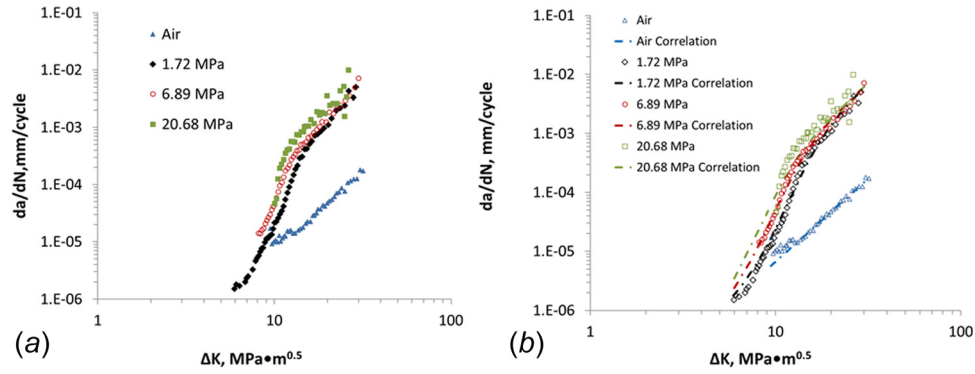 (a)
da/dN,mm/cycle
1.E-01
1.E-02
1.E-03
1.E-04
1.E-05
1.E-06
Air
1.72 MPa
6.89 MPa
20.68 MPa
1
10
100
ΔK, MPa•m^0.5
(b)
da/dN, mm/cycle
1.E-01
1.E-02
1.E-03
1.E-04
1.E-05
1.E-06
Air
Air Correlation
1.72 MPa
1.72 MPa Correlation
6.89 MPa
6.89 MPa Correlation
20.68 MPa
20.68 MPa Correlation
1
10
100
ΔK, MPa•m^0.5